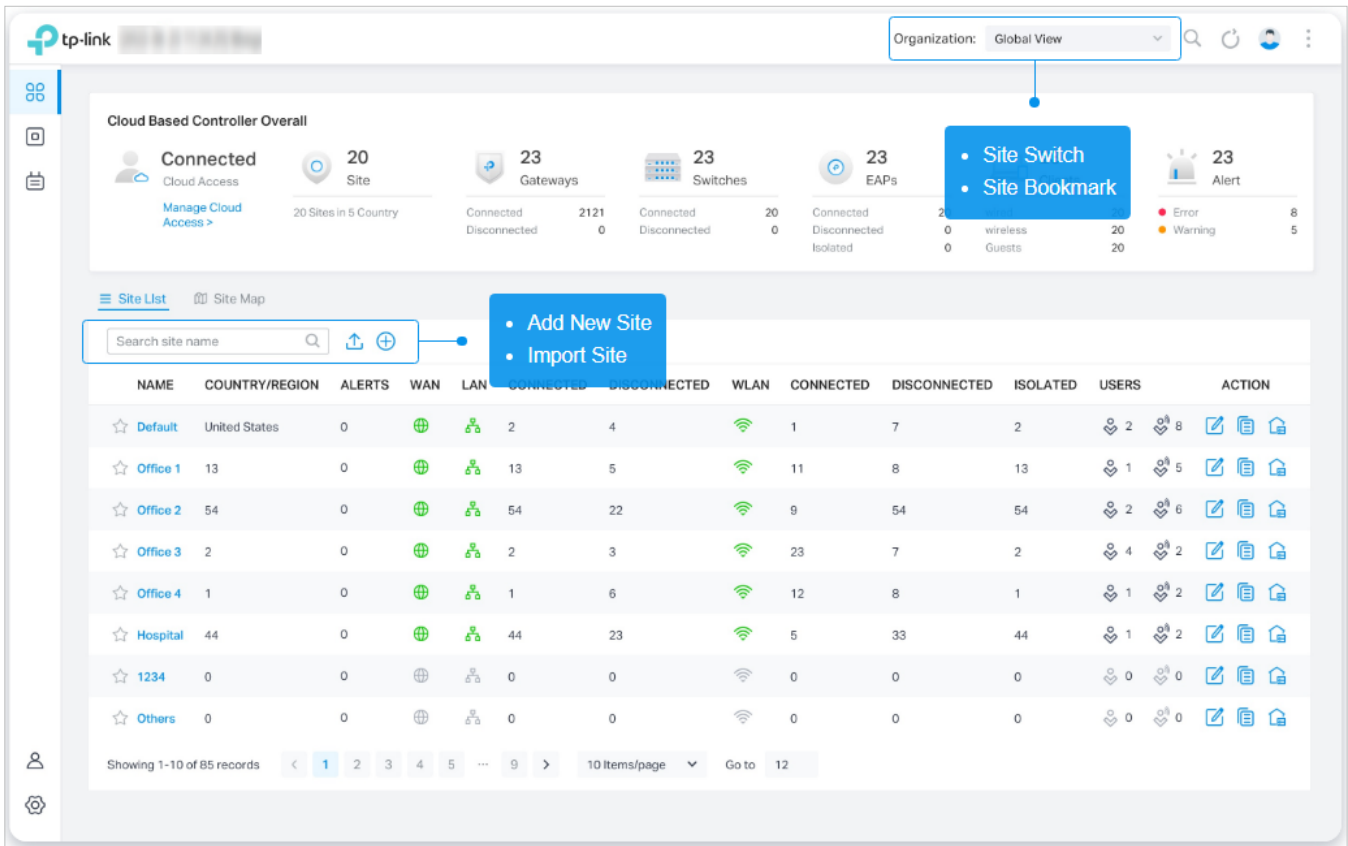 tp-link
Organization: Global View
Cloud Based Controller Overall
Connected
Cloud Access
Manage Cloud
Access >
20
Site
20 Sites in 5 Country
23
Gateways
Connected 2121
Disconnected 0
23
Switches
Connected 20
Disconnected 0
23
EAPs
Connected
Disconnected 0
Isolated 0
• Site Switch
• Site Bookmark
wireless 20
Guests 20
23
Alert
Error 8
Warning 5
Site LIst Site Map
Search site name
• Add New Site
• Import Site
NAME COUNTRY/REGION ALERTS WAN LAN CONNECTED DISCONNECTED WLAN CONNECTED DISCONNECTED ISOLATED USERS ACTION
Default United States 0 2 4 1 7 2 2 8
Office 1 13 0 13 5 11 8 13 1 5
Office 2 54 0 54 22 9 54 54 2 6
Office 3 2 0 2 3 23 7 2 4 2
Office 4 1 0 1 6 12 8 1 1 2
Hospital 44 0 44 23 5 33 44 1 2
1234 0 0 0 0 0 0 0 0 0
Others 0 0 0 0 0 0 0 0 0
Showing 1-10 of 85 records < 1 2 3 4 5 ... 9 > 10 Items/page Go to 12